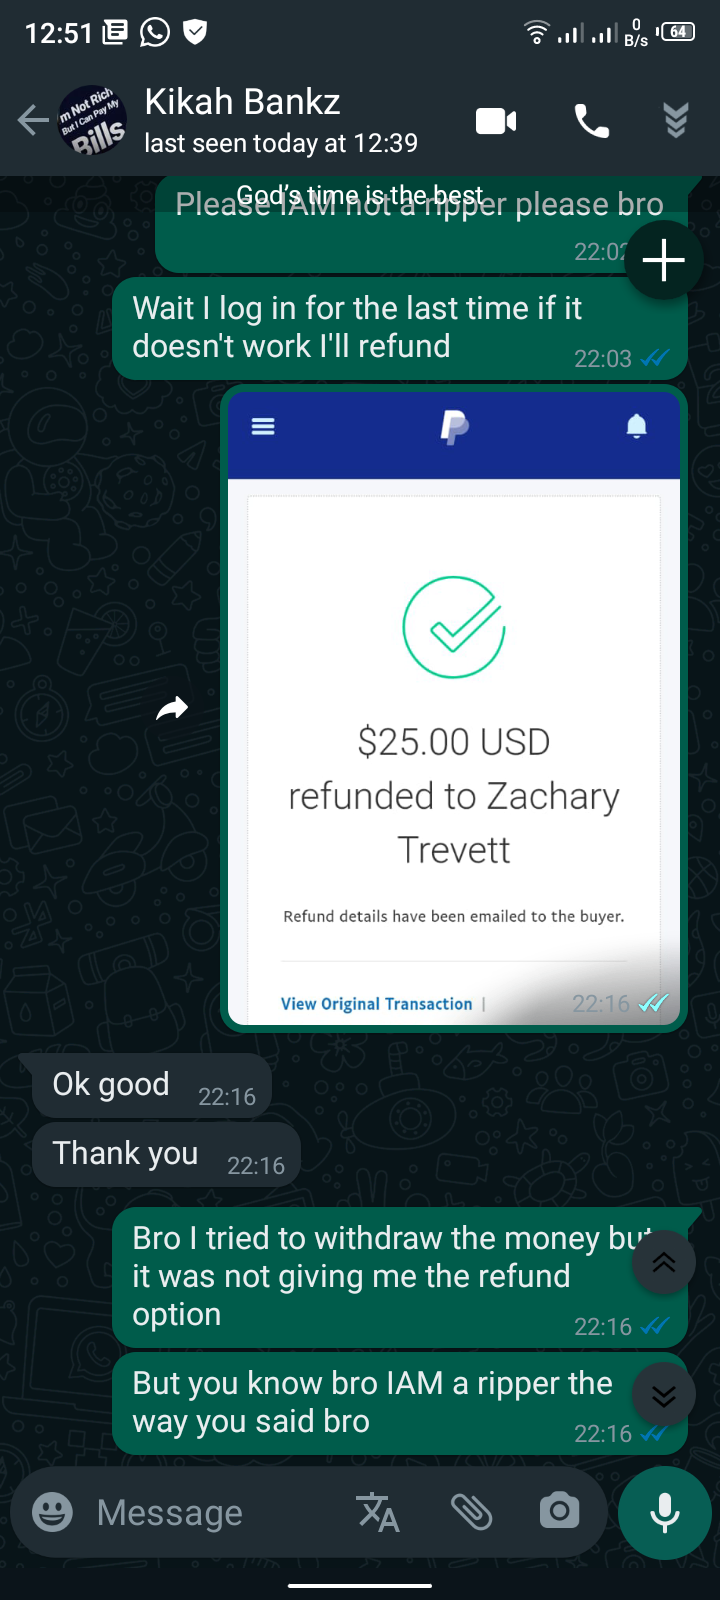 12:51
0
B/s
64
m Not Rich
But I Can Pay My
Bills
Kikah Bankz
last seen today at 12:39
God's time is the best
Please IAM not a ripper please bro
22:02
Wait I log in for the last time if it
doesn't work I'll refund
22:03
$25.00 USD
refunded to Zachary
Trevett
Refund details have been emailed to the buyer.
View Original Transaction |
22:16
Ok good 22:16
Thank you 22:16
Bro I tried to withdraw the money but
it was not giving me the refund
option
22:16
But you know bro IAM a ripper the
way you said bro
22:16
Message